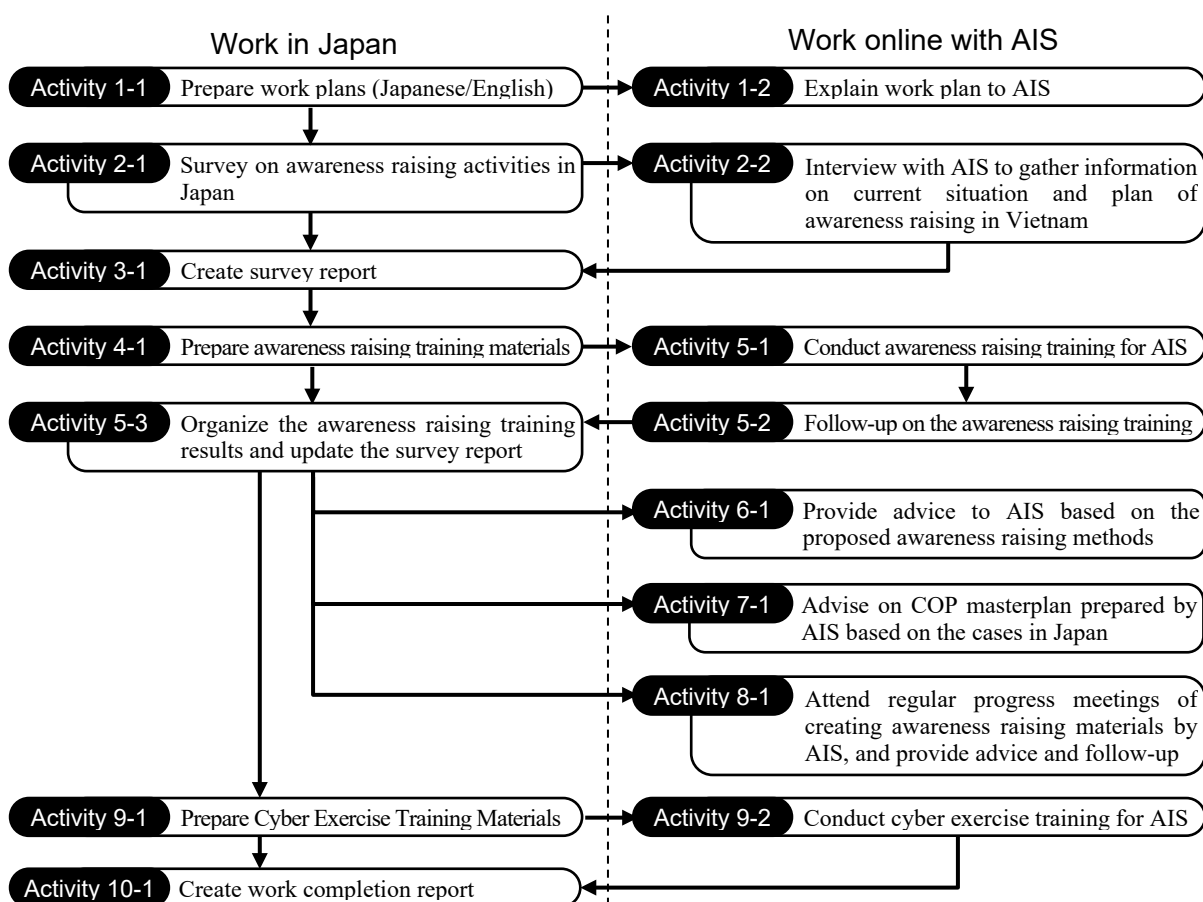 Work in Japan
Work online with AIS
Activity 1-1 Prepare work plans (Japanese/English)
Activity 1-2 Explain work plan to AIS
Activity 2-1 Survey on awareness raising activities in
Japan
Activity 2-2 Interview with AIS to gather information
on current situation and plan of
awareness raising in Vietnam
Activity 3-1 Create survey report
Activity 4-1 Prepare awareness raising training materials
Activity 5-1 Conduct awareness raising training for AIS
Activity 5-3 Organize the awareness raising training
results and update the survey report
Activity 5-2 Follow-up on the awareness raising training
Activity 6-1 Provide advice to AIS based on the
proposed awareness raising methods
Activity 7-1 Advise on COP masterplan prepared by
AIS based on the cases in Japan
Activity 8-1 Attend regular progress meetings of
creating awareness raising materials by
AIS, and provide advice and follow-up
Activity 9-1 Prepare Cyber Exercise Training Materials
Activity 9-2 Conduct cyber exercise training for AIS
Activity 10-1 Create work completion report